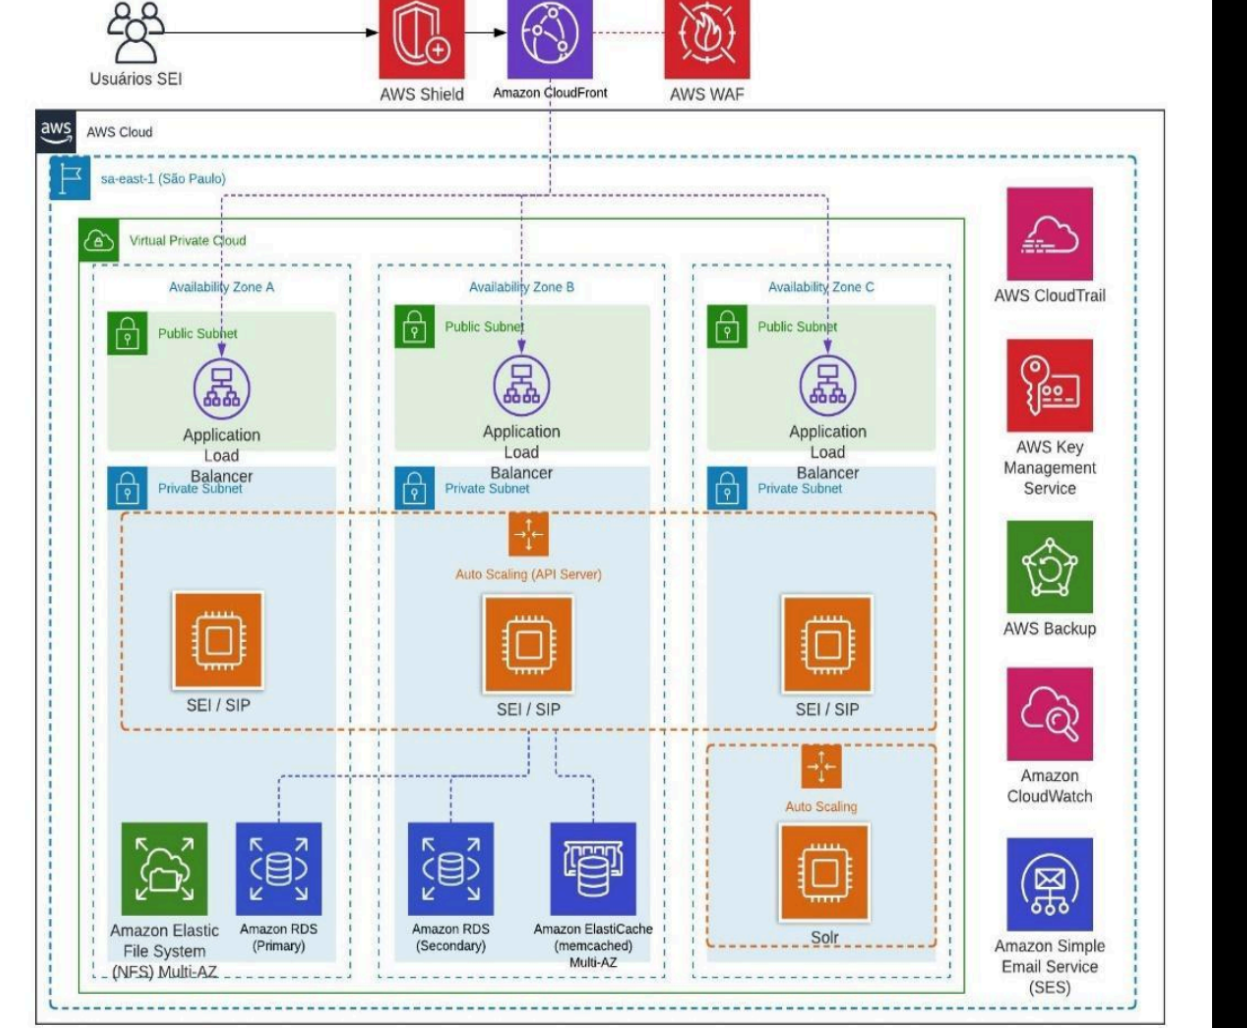 Usuários SEI
AWS Shield
Amazon CloudFront
AWS WAF
aws
AWS Cloud
sa-east-1 (São Paulo)
Virtual Private Cloud
Availability Zone A
Availability Zone B
Availability Zone C
Public Subnet
Public Subnet
Public Subnet
Application
Load
Balancer
Application
Load
Balancer
Application
Load
Balancer
Private Subnet
Private Subnet
Private Subnet
Auto Scaling (API Server)
SEI / SIP
SEI / SIP
SEI / SIP
Auto Scaling
Solr
Amazon Elastic
File System
(NFS) Multi-AZ
Amazon RDS
(Primary)
Amazon RDS
(Secondary)
Amazon ElastiCache
(memcached)
Multi-AZ
AWS CloudTrail
AWS Key
Management
Service
AWS Backup
Amazon
CloudWatch
Amazon Simple
Email Service
(SES)